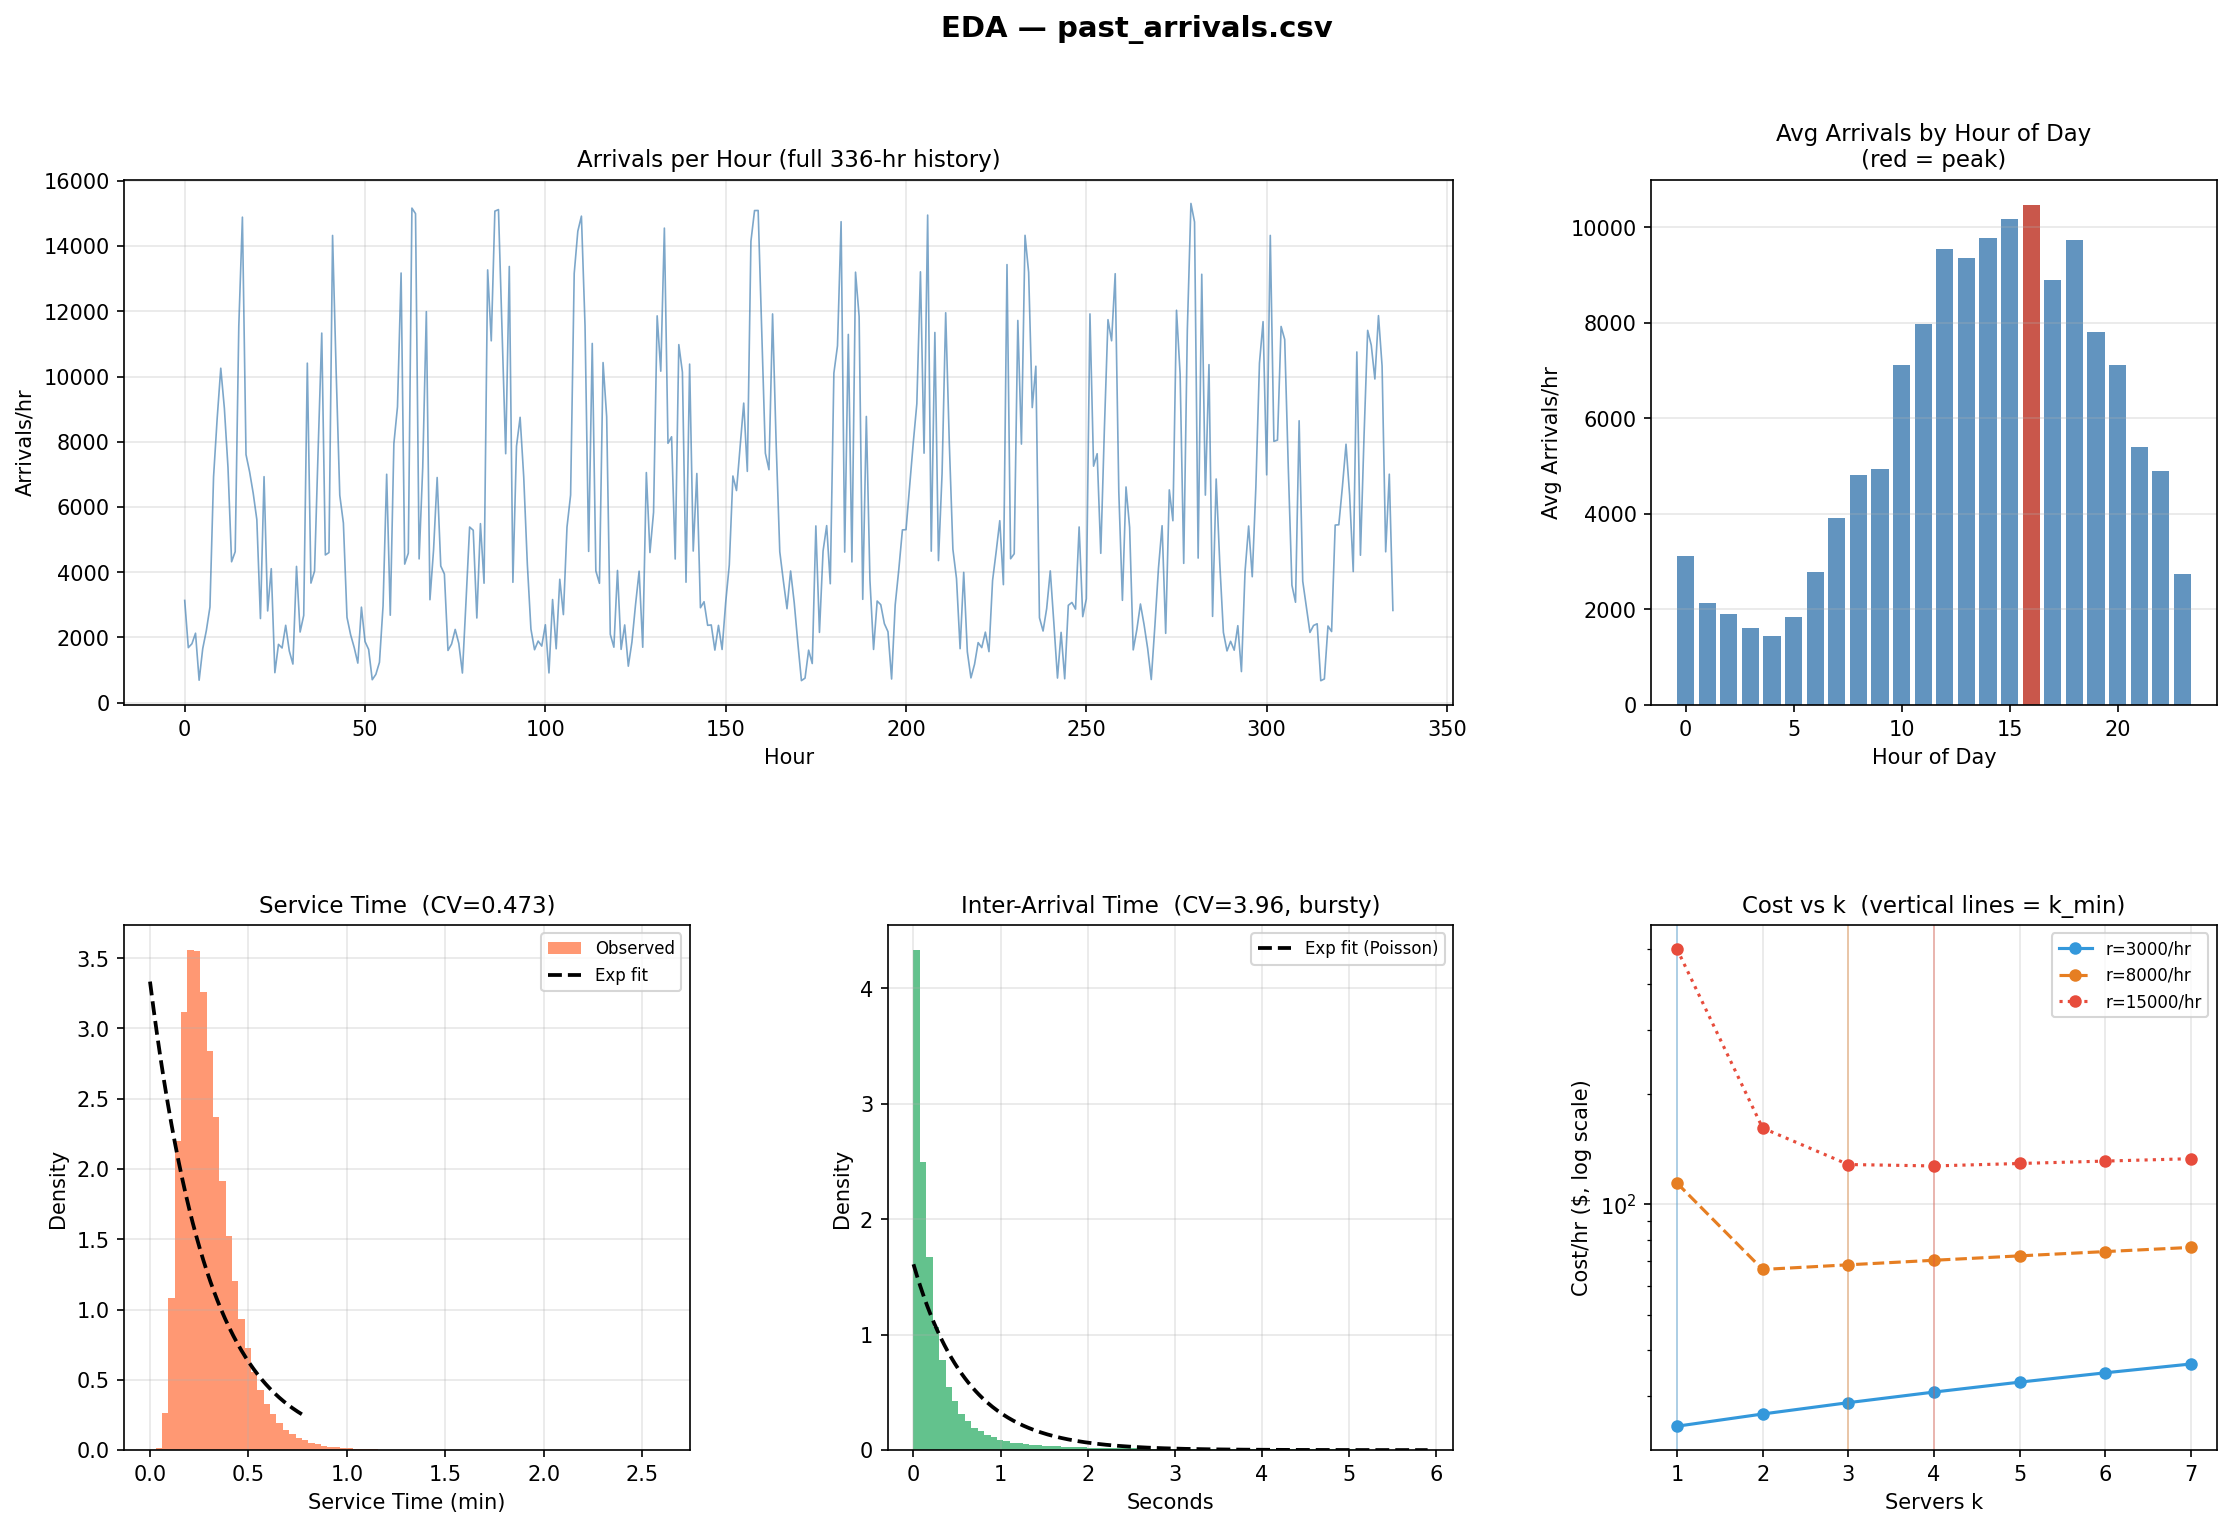 EDA — past_arrivals.csv
Arrivals per Hour (full 336-hr history)
Arrivals/hr
16000
14000
12000
10000
8000
6000
4000
2000
0
0 50 100 150 200 250 300 350
Hour
Avg Arrivals by Hour of Day
(red = peak)
Avg Arrivals/hr
10000
8000
6000
4000
2000
0
0 5 10 15 20
Hour of Day
Service Time  (CV=0.473)
Observed
Exp fit
Density
3.5
3.0
2.5
2.0
1.5
1.0
0.5
0.0
0.0 0.5 1.0 1.5 2.0 2.5
Service Time (min)
Inter-Arrival Time  (CV=3.96, bursty)
Exp fit (Poisson)
Density
4
3
2
1
0
0 1 2 3 4 5 6
Seconds
Cost vs k  (vertical lines = k_min)
r=3000/hr
r=8000/hr
r=15000/hr
Cost/hr ($, log scale)
10²
1 2 3 4 5 6 7
Servers k